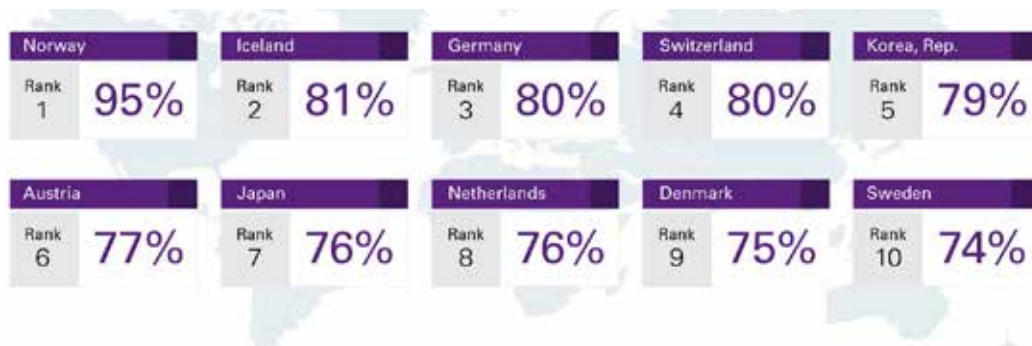 Norway Iceland Germany Switzerland Korea, Rep.
Rank 1 95% Rank 2 81% Rank 3 80% Rank 4 80% Rank 5 79%
Austria Japan Netherlands Denmark Sweden
Rank 6 77% Rank 7 76% Rank 8 76% Rank 9 75% Rank 10 74%